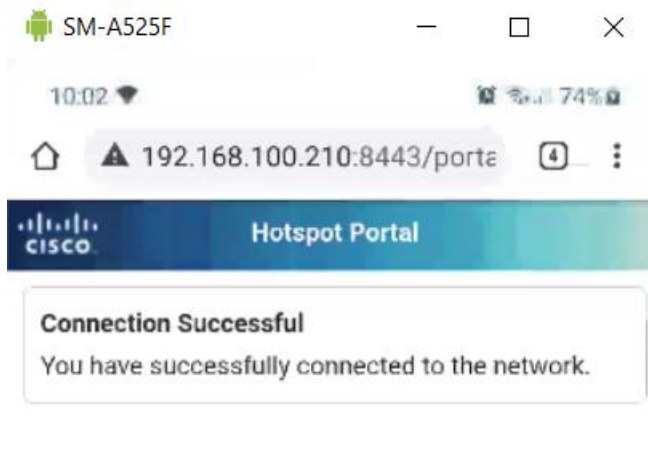 SM-A525F
10:02 74%
192.168.100.210:8443/porta 4
CISCO Hotspot Portal
Connection Successful
You have successfully connected to the network.